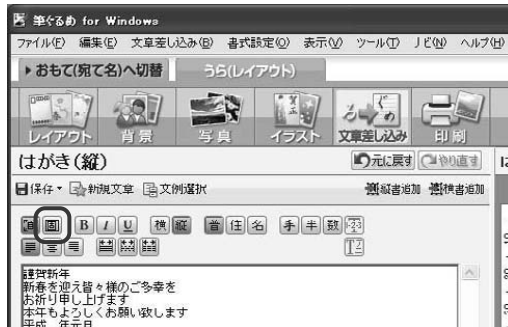 筆ぐるめ for Windows
ファイル(F) 編集(E) 文章差し込み(B) 書式設定(O) 表示(V) ツール(T) ナビ(N) ヘルプ(H)
おもて(宛て名)へ切替 うら(レイアウト)
レイアウト 背景 写真 イラスト 文章差し込み 印刷
はがき(縦) 元に戻す やり直す
保存 新規文章 文例選択 縦書追加 横書追加
B I U 横 縦 普 住 名 手 半 数
謹賀新年
新春を迎え皆々様のご多幸を
お祈り申し上げます
本年もよろしくお願い致します
平成 年元旦